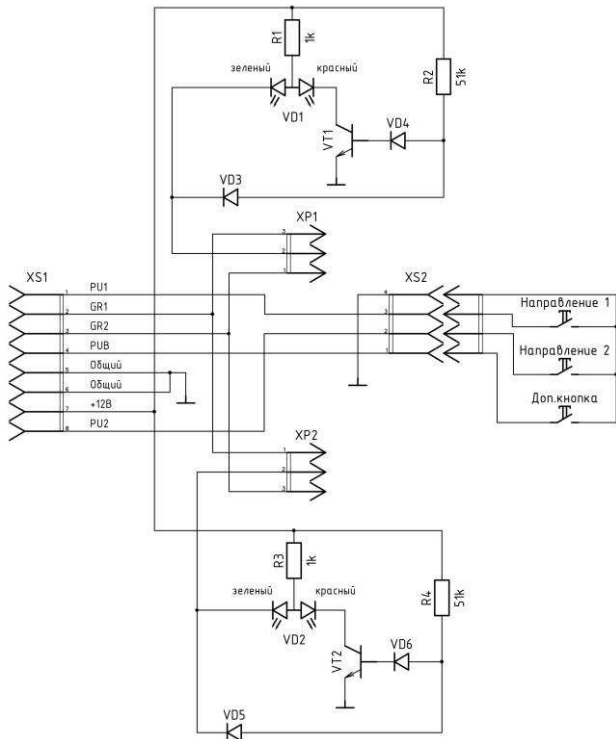 R1
1k
зеленый
красный
R2
51k
VD1
VT1
VD4
VD3
XP1
3
2
1
XS1
XS2
1
PU1
2
GR1
3
GR2
4
PUB
5
Общий
6
Общий
7
+12В
8
PU2
4
3
2
1
Направление 1
Направление 2
Доп.кнопка
XP2
1
2
3
R3
1k
зеленый
красный
R4
51k
VD2
VT2
VD6
VD5